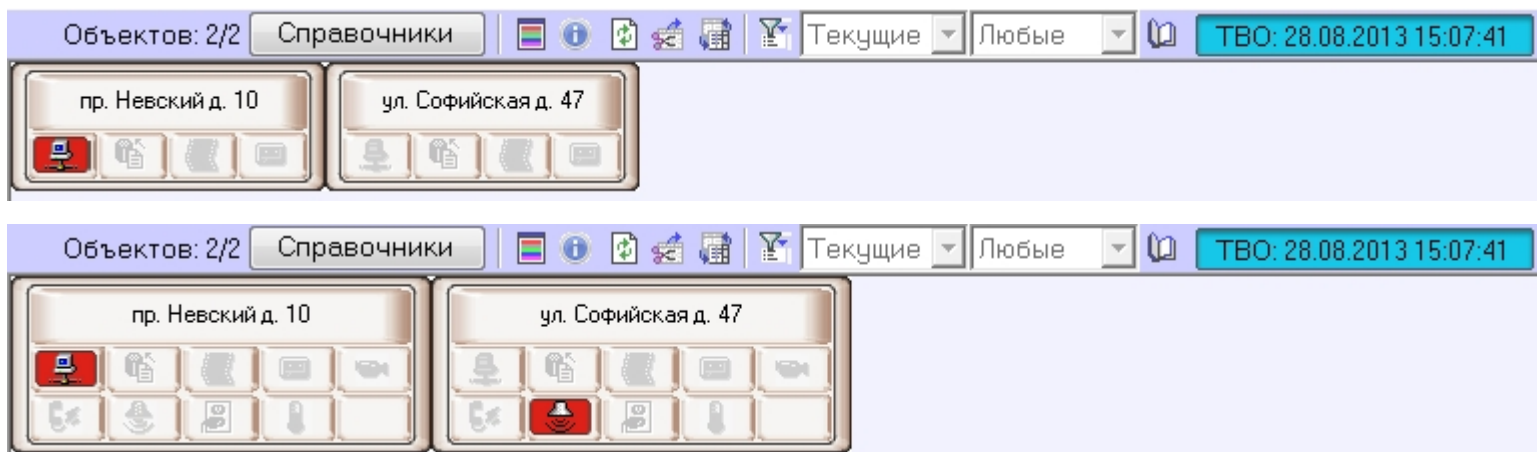 Объектов: 2/2 Справочники Текущие Любые ТВО: 28.08.2013 15:07:41
пр. Невский д. 10 ул. Софийская д. 47
Объектов: 2/2 Справочники Текущие Любые ТВО: 28.08.2013 15:07:41
пр. Невский д. 10 ул. Софийская д. 47